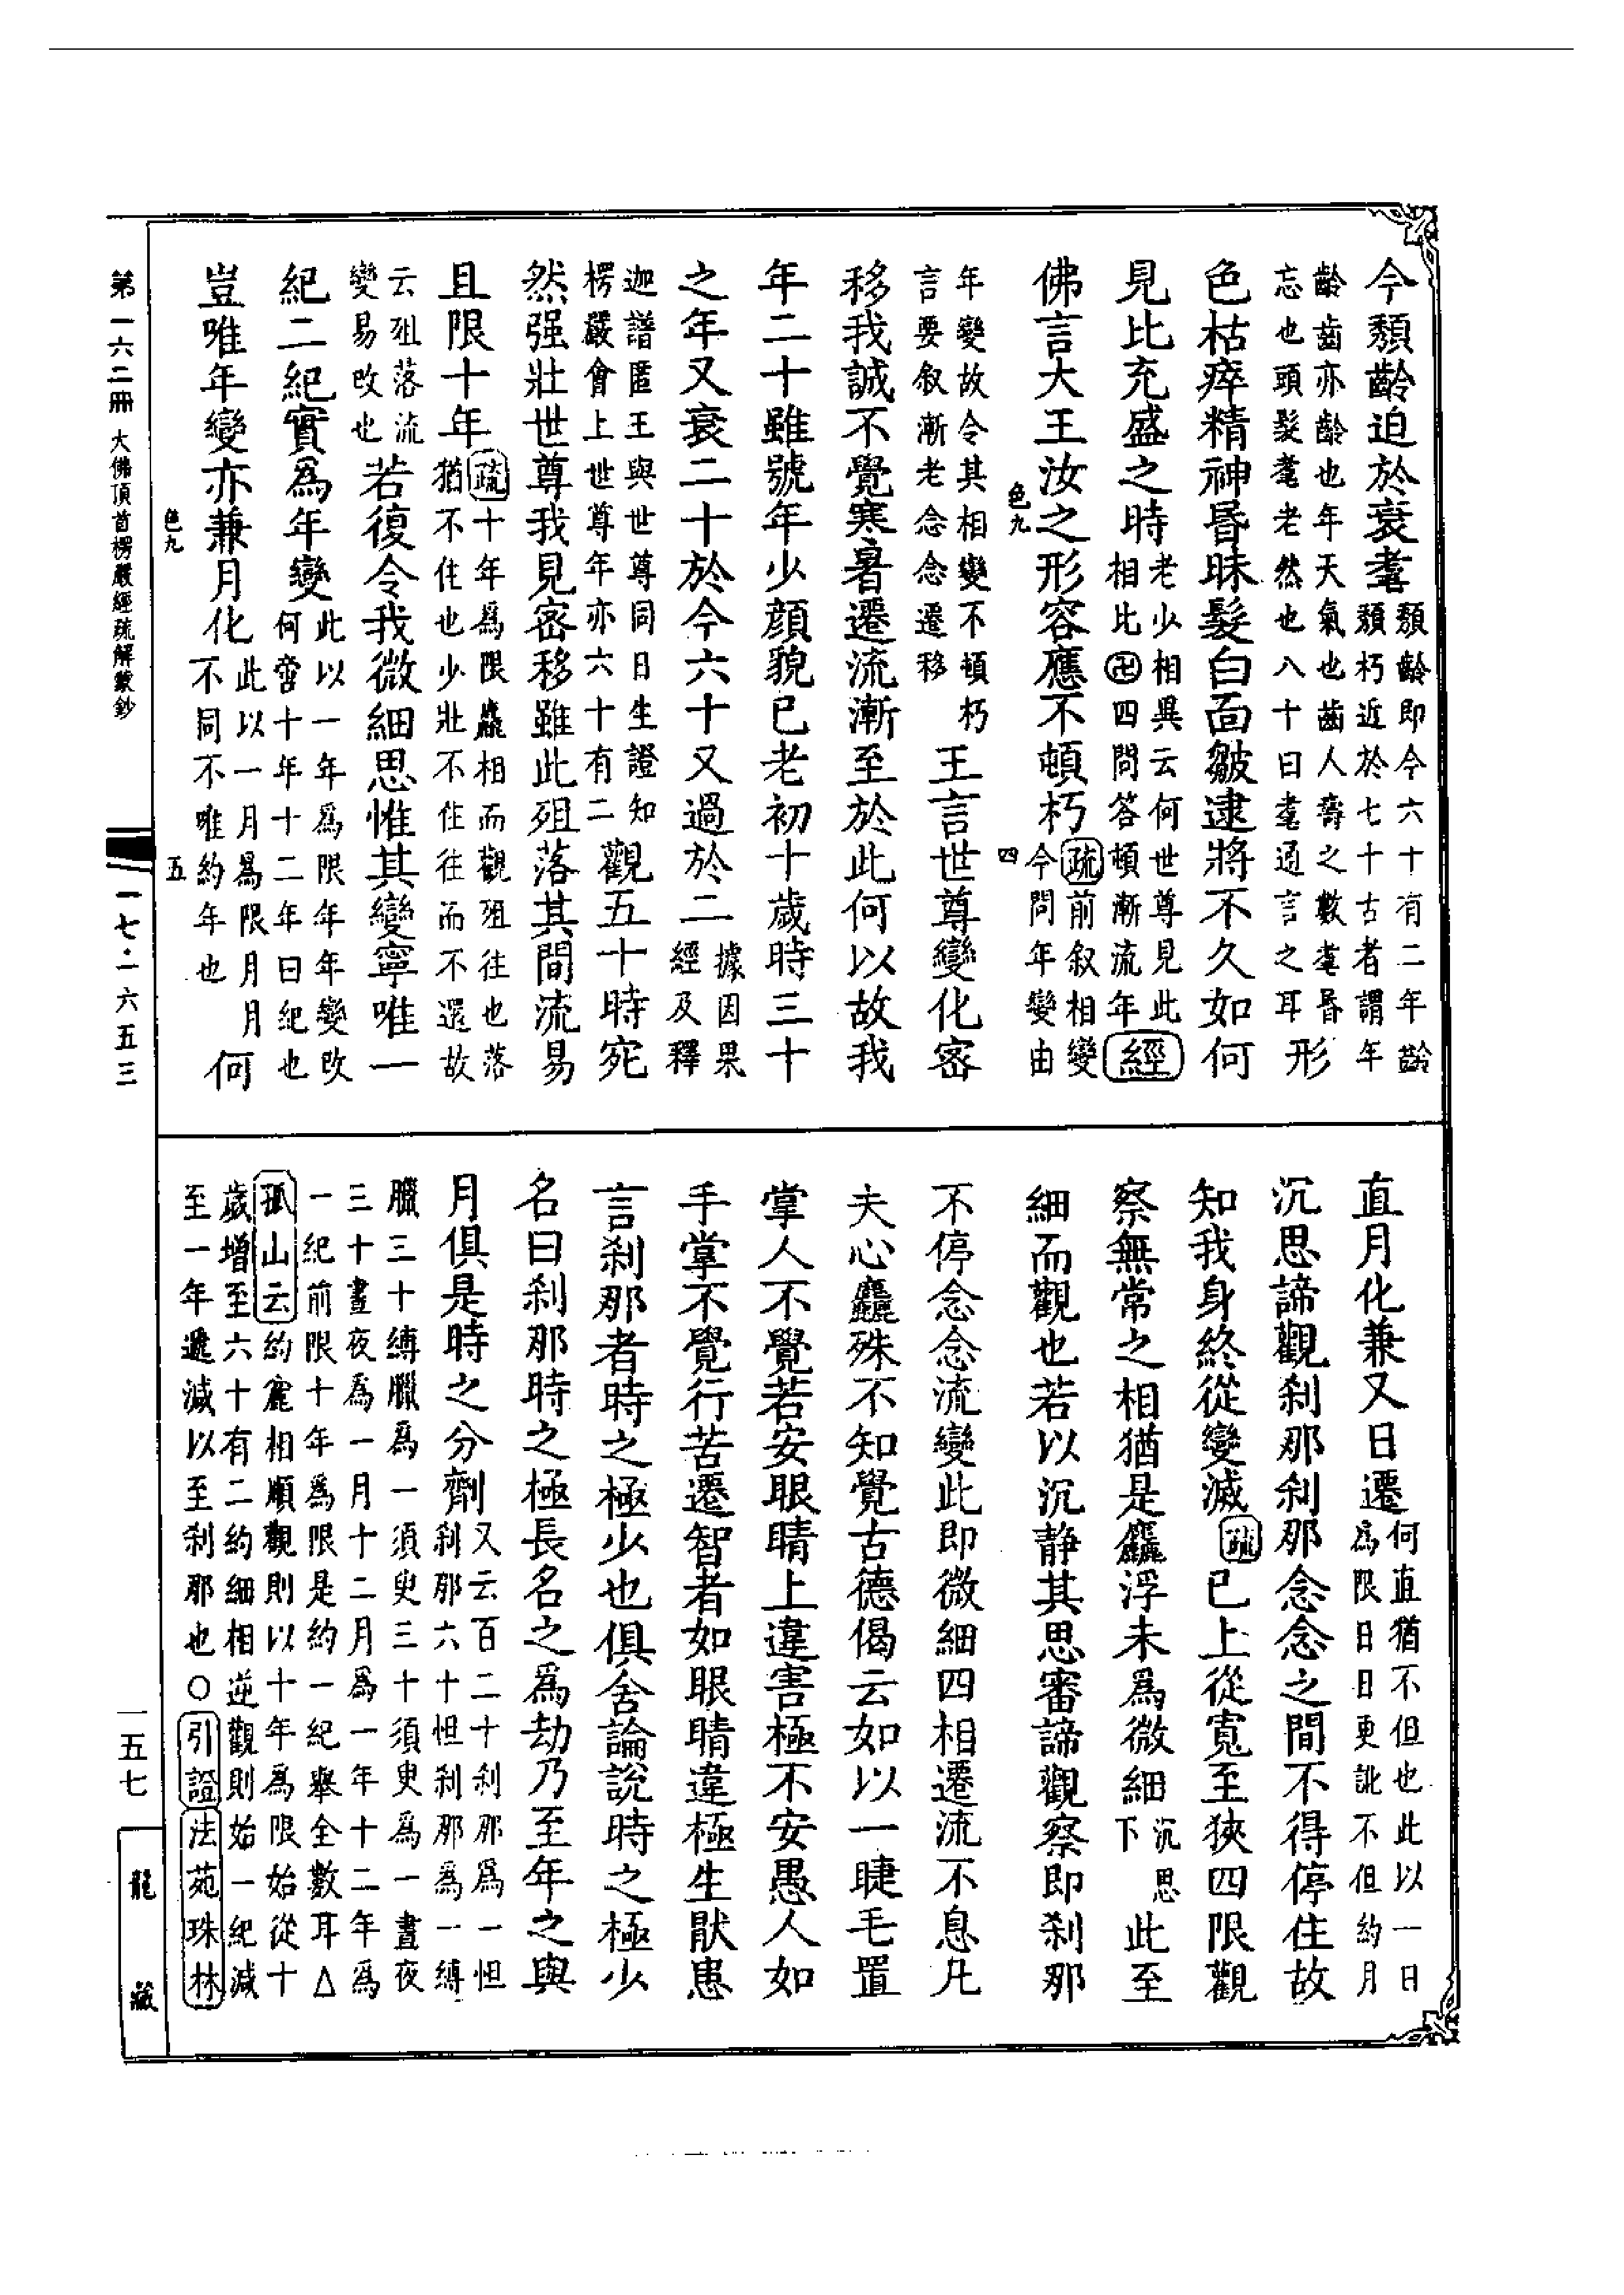 今頽齡迫於衰耄頽齡即今六十有二年齡
頽朽近於七十古者謂年
齡齒亦齡也年天氣也齒人壽之數耄昏
忘也頭髮耄老然也八十曰耄通言之耳形
色枯瘁精神昬昧髮白面皺逮將不久如何
見比充盛之時老少相異云何世尊見此
相比卍四問答頓漸流年經
佛言大王汝之形容應不頓朽疏前叙相變
今問年變由
色九
四
年變故令其相變不頓朽
言要叙漸老念念遷移王言世尊變化密
移我誠不覺寒暑遷流漸至於此何以故我
年二十雖號年少顏貌已老初十歲時三十
之年又衰二十於今六十又過於二據因果
經及釋
迦譜匿王與世尊同日生證知
楞嚴會上世尊年亦六十有二觀五十時宛
然强壯世尊我見密移雖此殂落其間流易
且限十年疏十年爲限麤相而觀殂往也落
猶不住也少壯不住往而不還故
云殂落流
變易改也若復令我微細思惟其變寧唯一
紀二紀實爲年變此以一年爲限年年變改
何啻十年十二年曰紀也
豈唯年變亦兼月化此以一月爲限月月
不同不唯約年也何
色九
五
直月化兼又日遷何直猶不但也此以一日
爲限日日更訛不但約月
沉思諦觀刹那刹那念念之間不得停住故
知我身終從變滅疏已上從寬至狹四限觀
察無常之相猶是麤浮未爲微細沉思
下此至
細而觀也若以沉静其思審諦觀察即刹那
不停念念流變此即微細四相遷流不息凡
夫心麤殊不知覺古德偈云如以一睫毛置
掌人不覺若安眼睛上違害極不安愚人如
手掌不覺行苦遷智者如眼睛違極生猒患
言刹那者時之極少也俱舍論說時之極少
名曰刹那時之極長名之爲劫乃至年之與
月俱是時之分劑又云百二十刹那爲一怛
刹那六十怛刹那爲一縛
臘三十縛臘爲一須臾三十須臾爲一晝夜
三十晝夜爲一月十二月爲一年十二年爲
一紀前限十年爲限是約一紀舉全數耳△
孤山云約麁相順觀則以十年爲限始從十
歲增至六十有二約細相逆觀則始一紀減
至一年遞減以至刹那也○引證法苑珠林
第一六二冊 大佛頂首楞嚴經疏解蒙鈔
一七·一六五三
一五七
龍藏